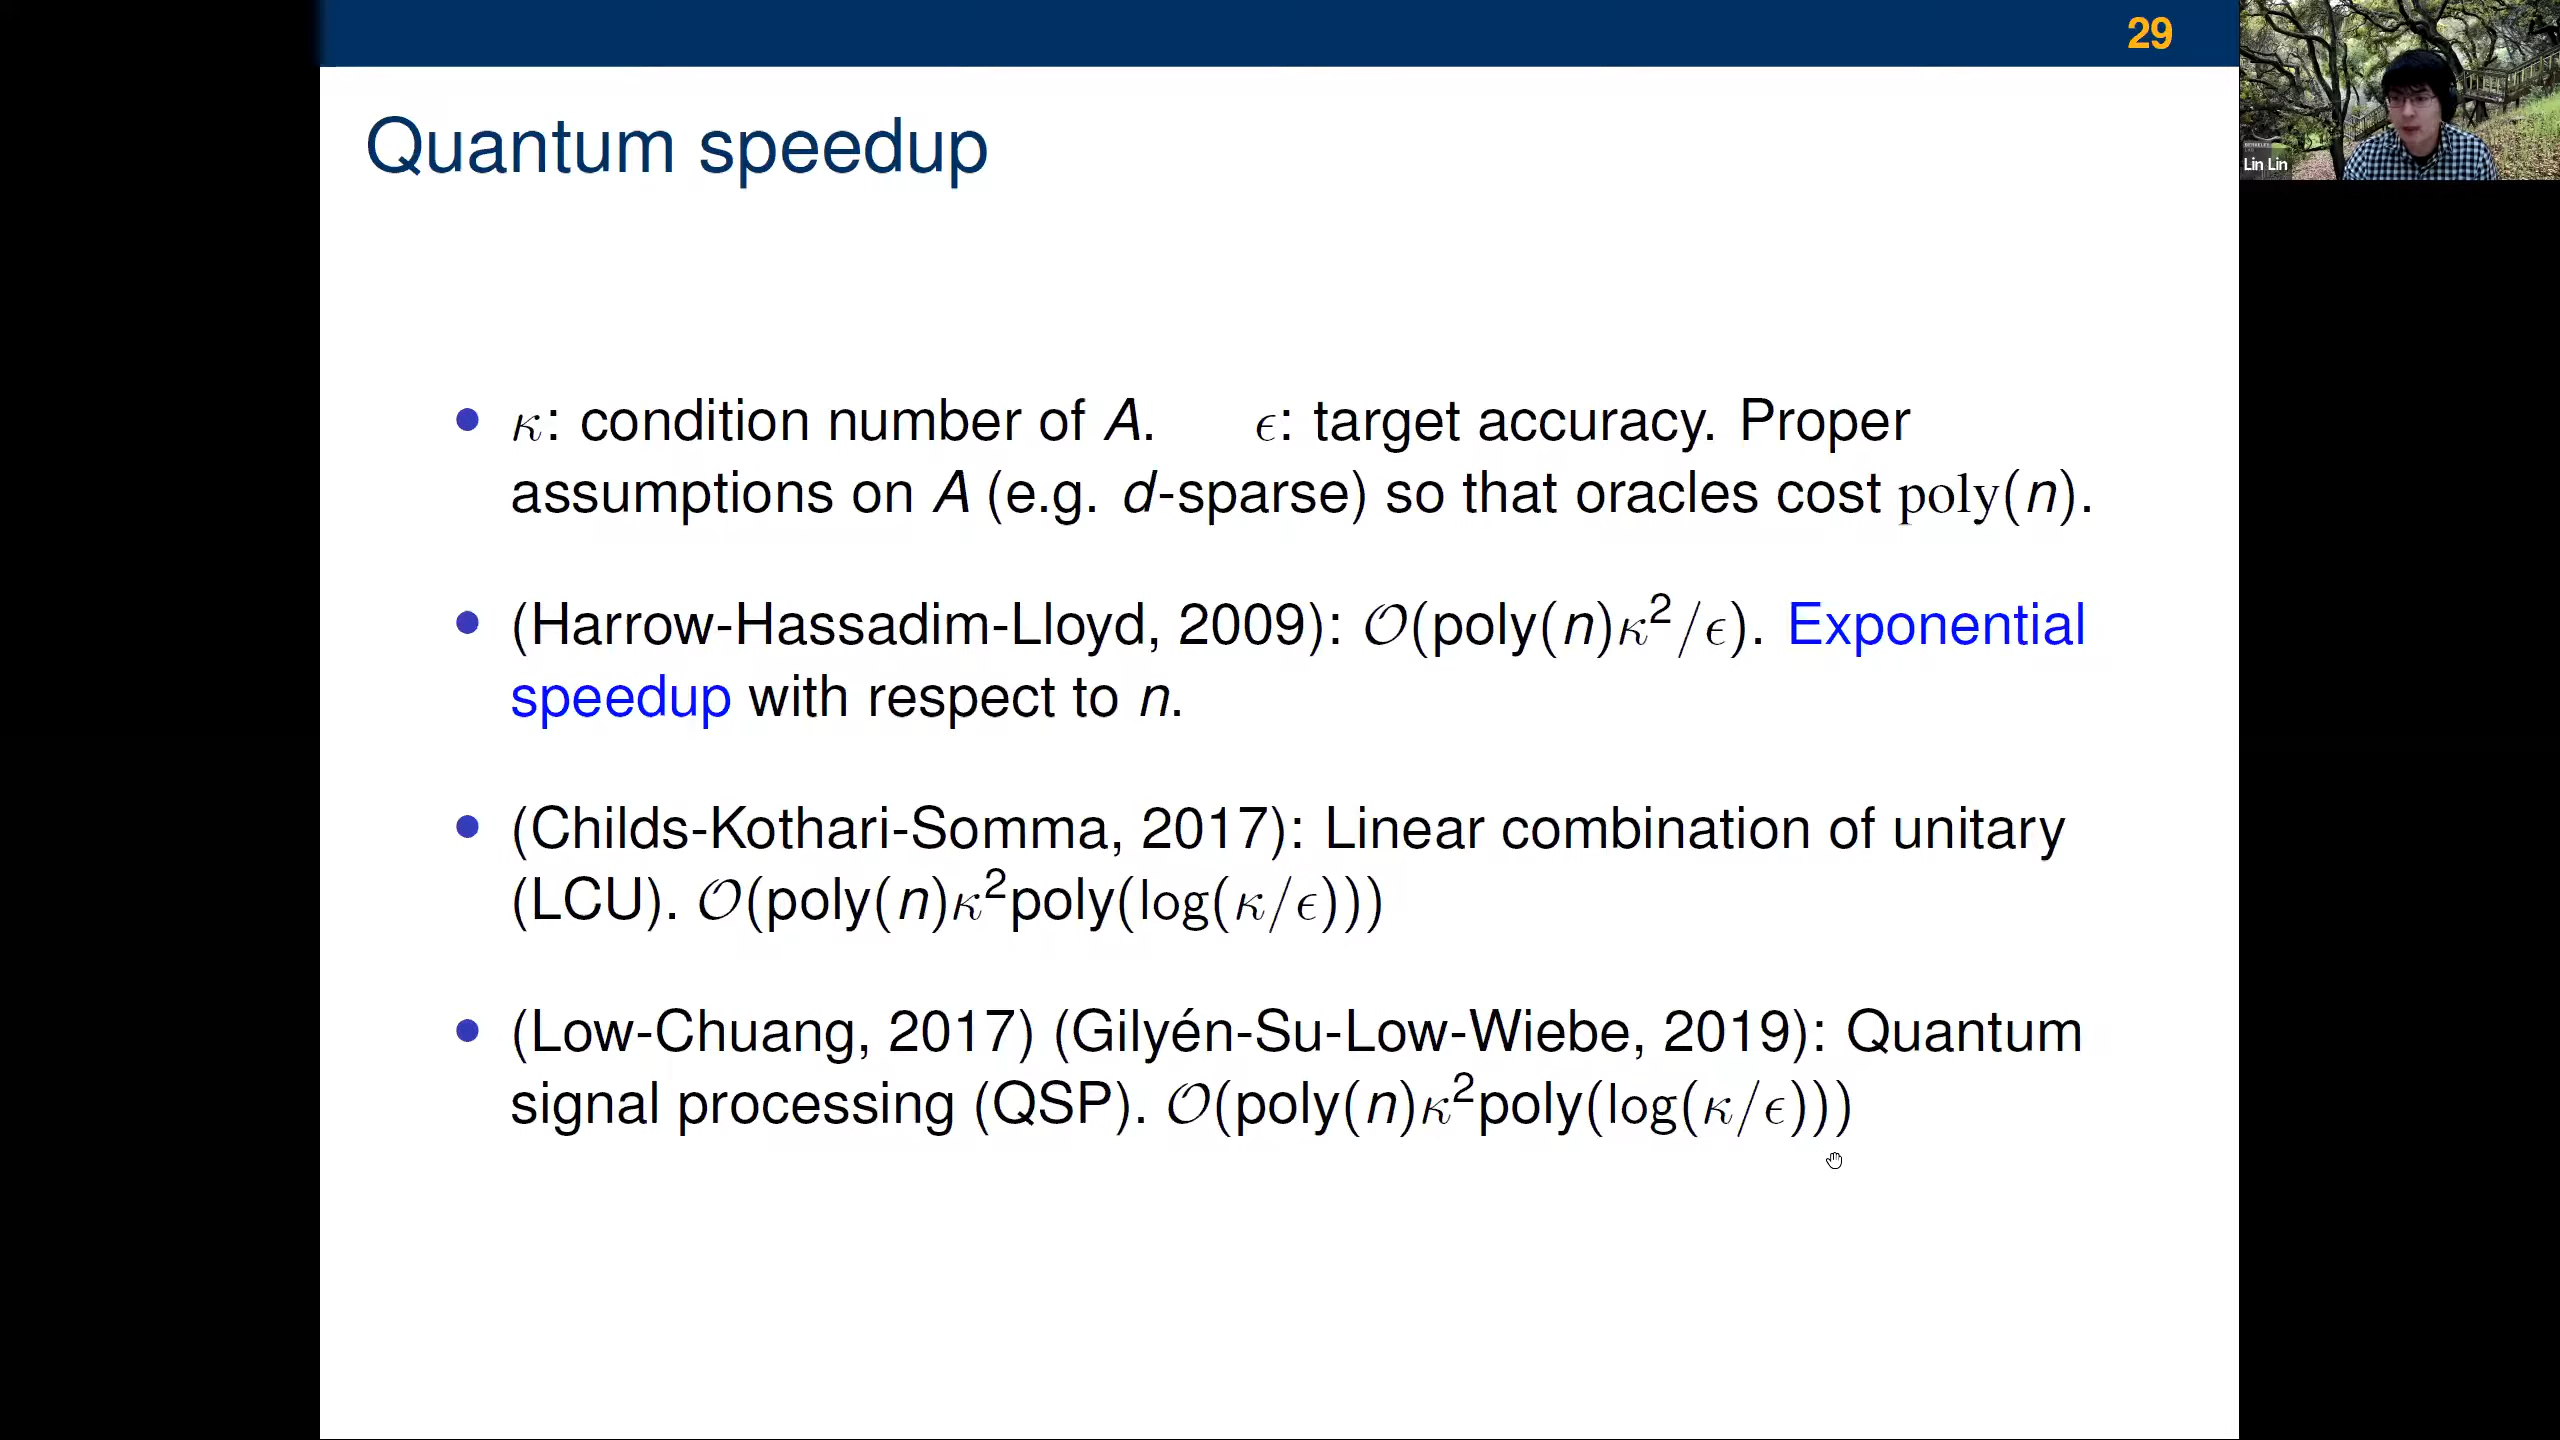 29
Quantum speedup
• κ: condition number of A. ϵ: target accuracy. Proper
assumptions on A (e.g. d-sparse) so that oracles cost poly(n).
• (Harrow-Hassadim-Lloyd, 2009): 𝒪(poly(n)κ²/ϵ). Exponential
speedup with respect to n.
• (Childs-Kothari-Somma, 2017): Linear combination of unitary
(LCU). 𝒪(poly(n)κ²poly(log(κ/ϵ)))
• (Low-Chuang, 2017) (Gilyén-Su-Low-Wiebe, 2019): Quantum
signal processing (QSP). 𝒪(poly(n)κ²poly(log(κ/ϵ)))
Lin Lin